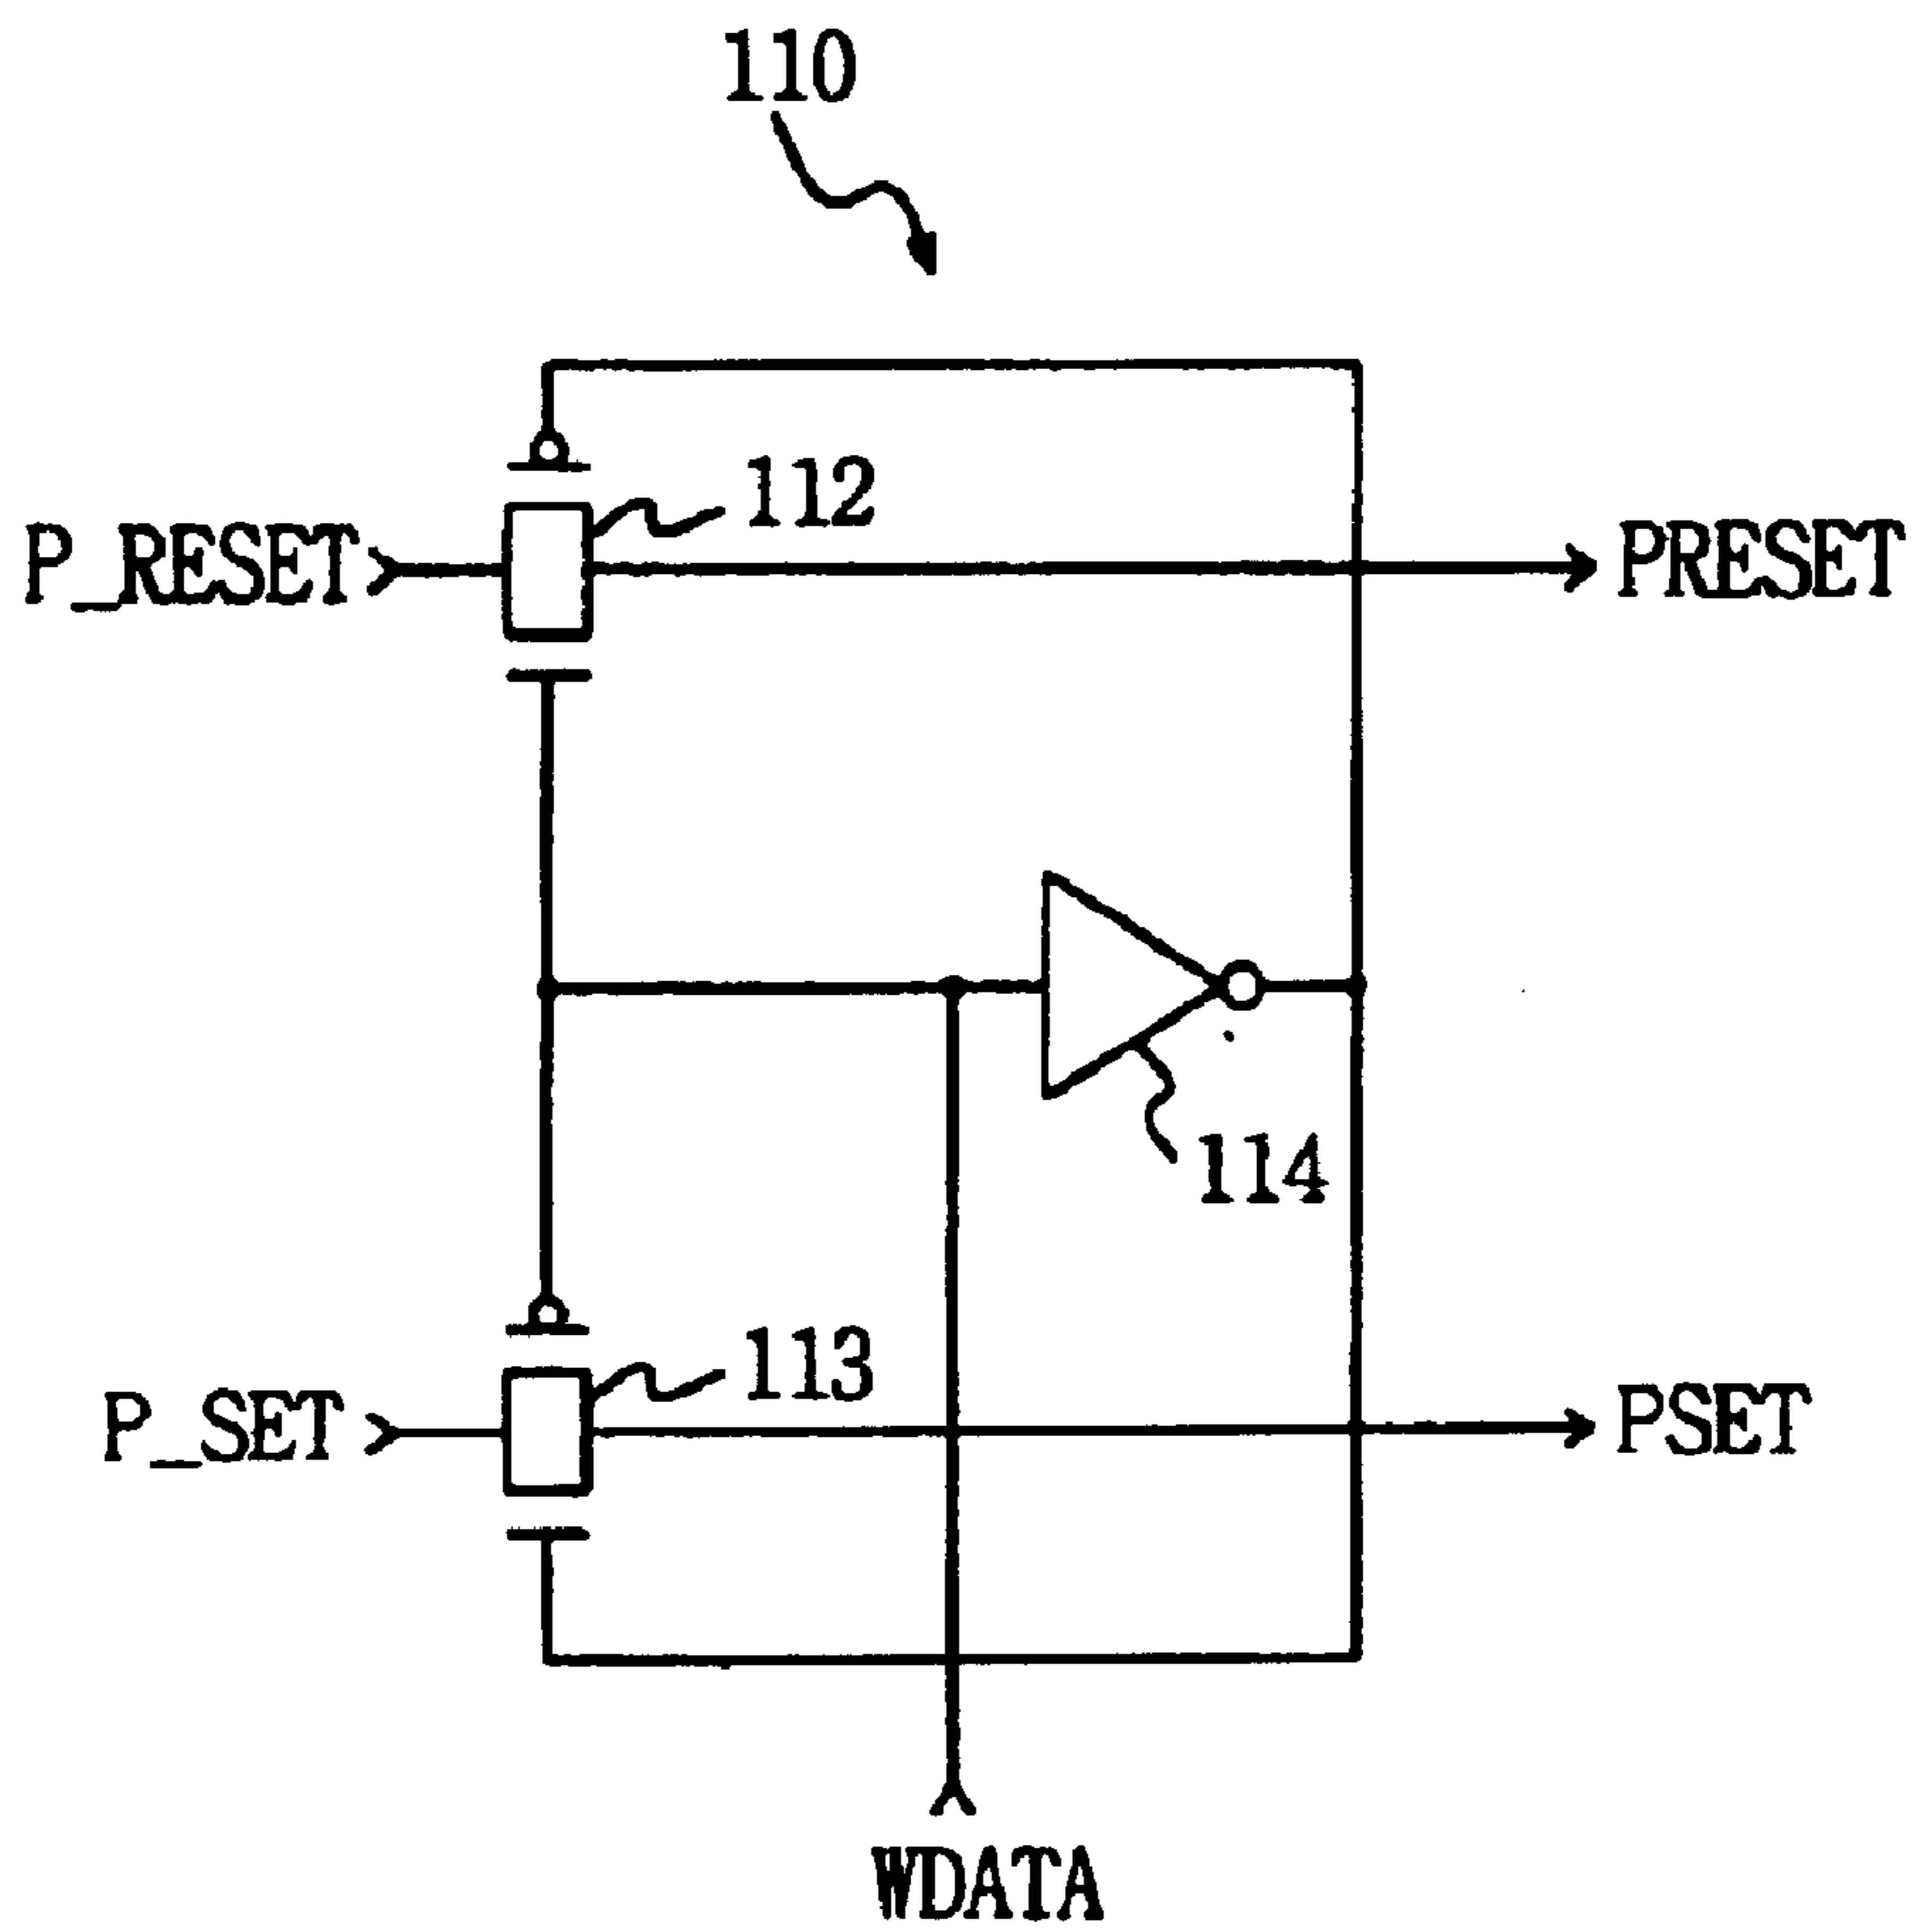 110
112
P_RESET
PRESET
114
113
P_SET
PSET
WDATA